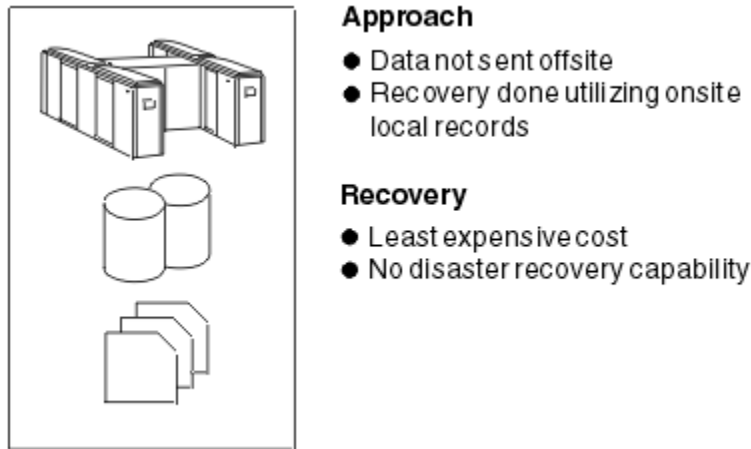 Approach
● Data not sent offsite
● Recovery done utilizing onsite
local records
Recovery
● Least expensive cost
● No disaster recovery capability